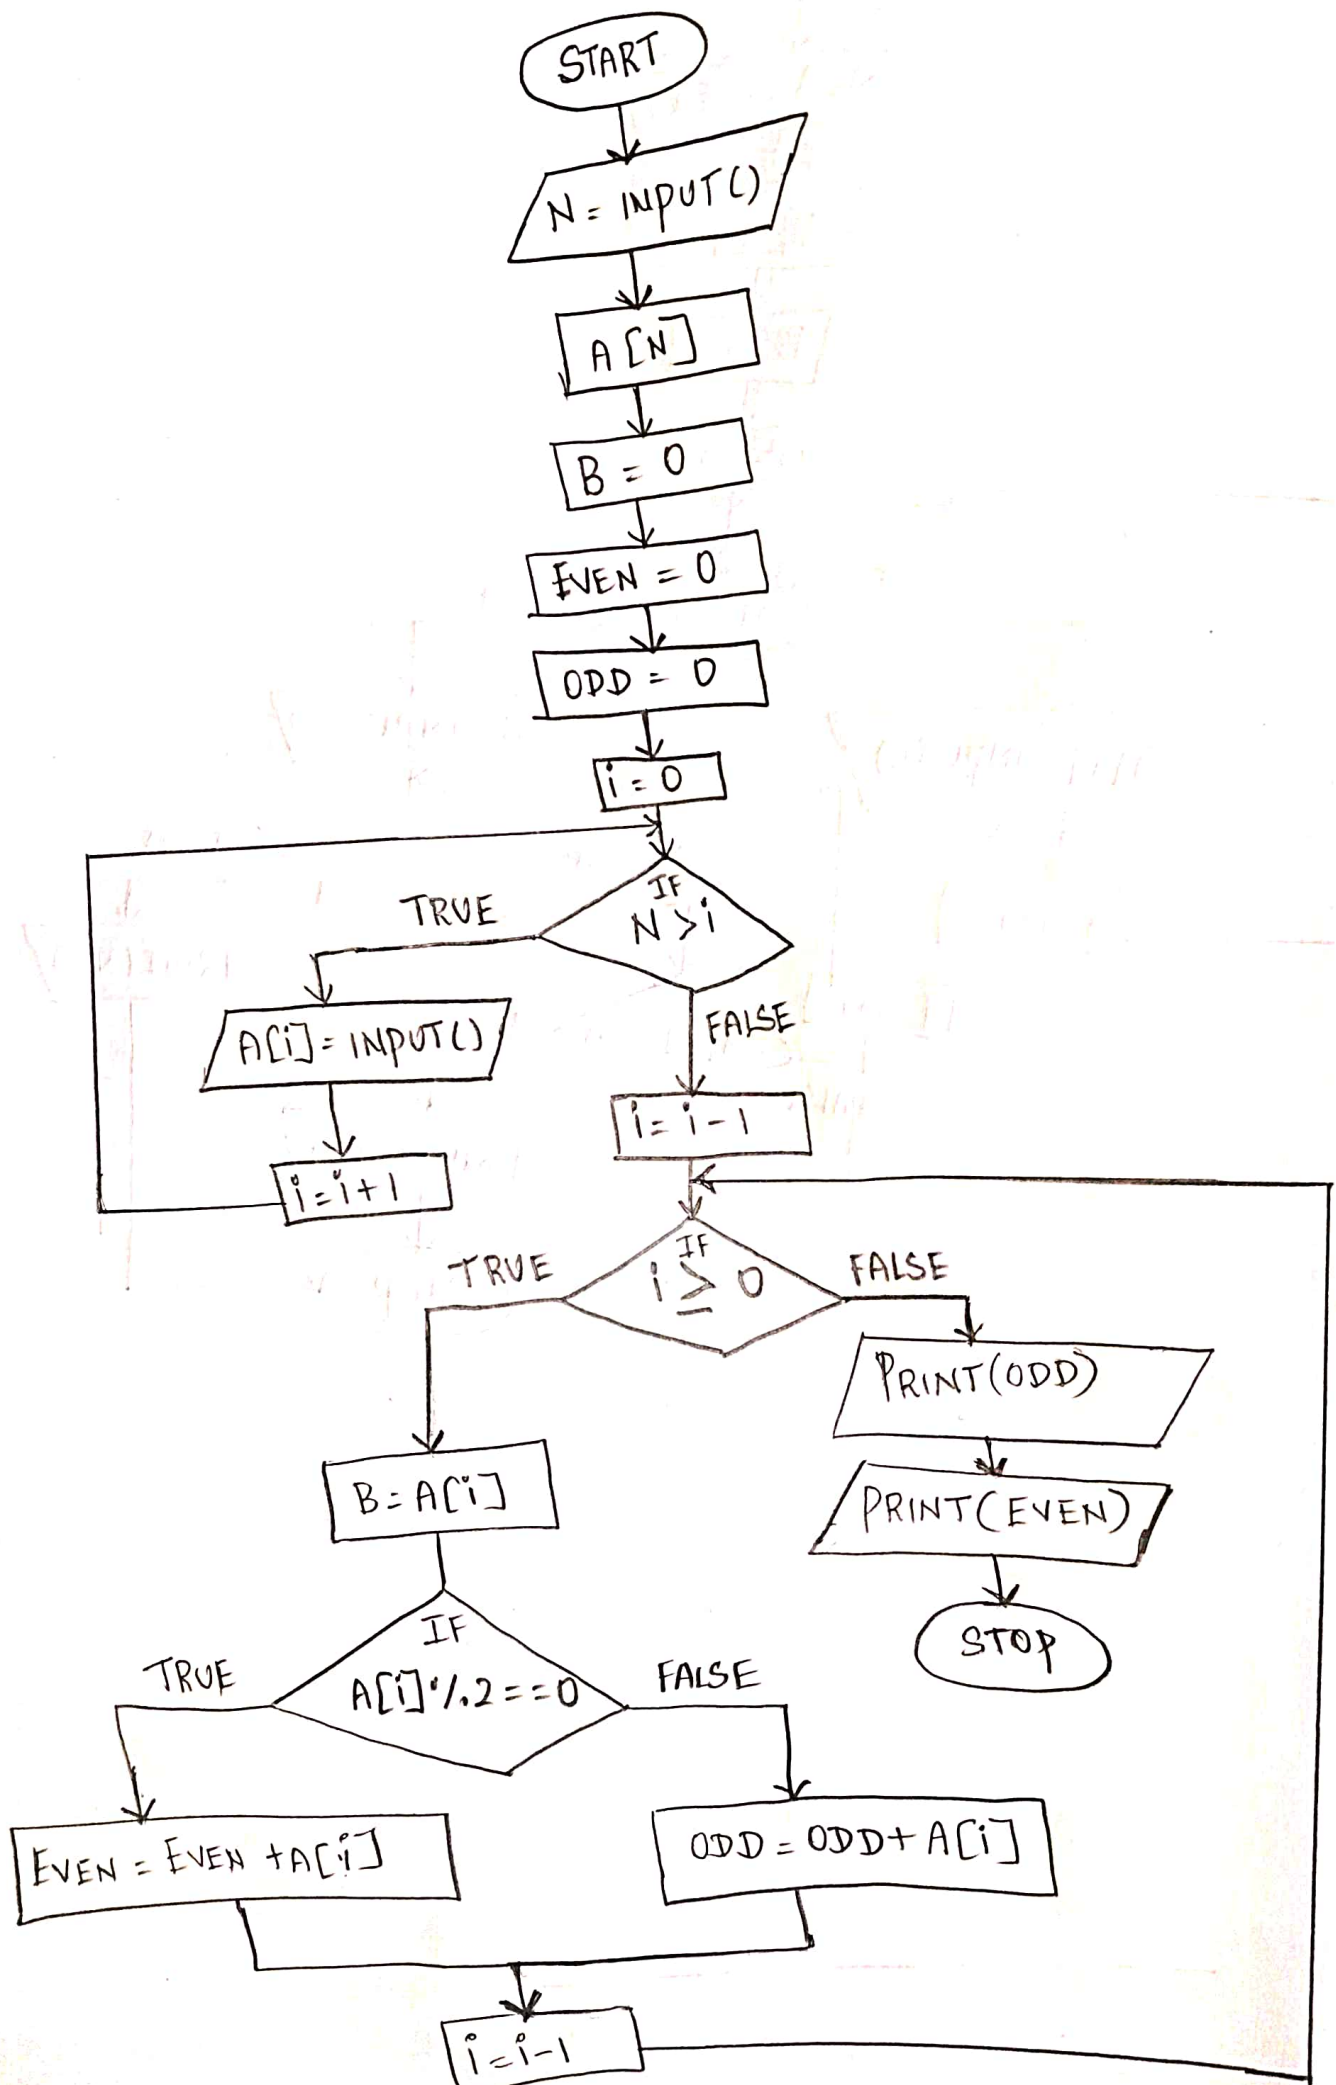 START
N = INPUT()
A[N]
B = 0
EVEN = 0
ODD = 0
i = 0
IF
N > i
TRUE
FALSE
A[i] = INPUT()
i = i + 1
i = i - 1
IF
i ≥ 0
TRUE
FALSE
PRINT(ODD)
PRINT(EVEN)
STOP
B = A[i]
IF
A[i] % 2 == 0
TRUE
FALSE
EVEN = EVEN + A[i]
ODD = ODD + A[i]
i = i - 1